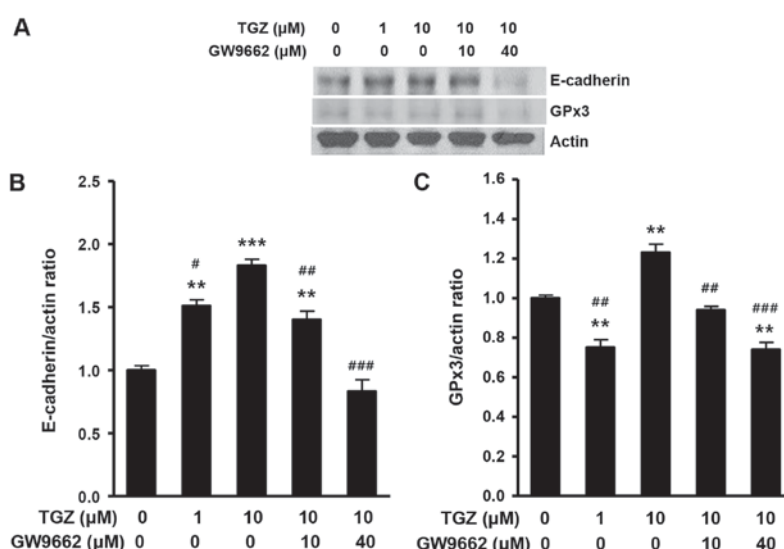 A
TGZ (µM) 0 1 10 10 10
GW9662 (µM) 0 0 0 10 40
E-cadherin
GPx3
Actin
B
E-cadherin/actin ratio
2.5
2.0
1.5
1.0
0.5
0.0
#
**
***
##
**
###
TGZ (µM) 0 1 10 10 10
GW9662 (µM) 0 0 0 10 40
C
GPx3/actin ratio
1.6
1.4
1.2
1.0
0.8
0.6
0.4
0.2
0.0
##
**
**
##
###
**
TGZ (µM) 0 1 10 10 10
GW9662 (µM) 0 0 0 10 40